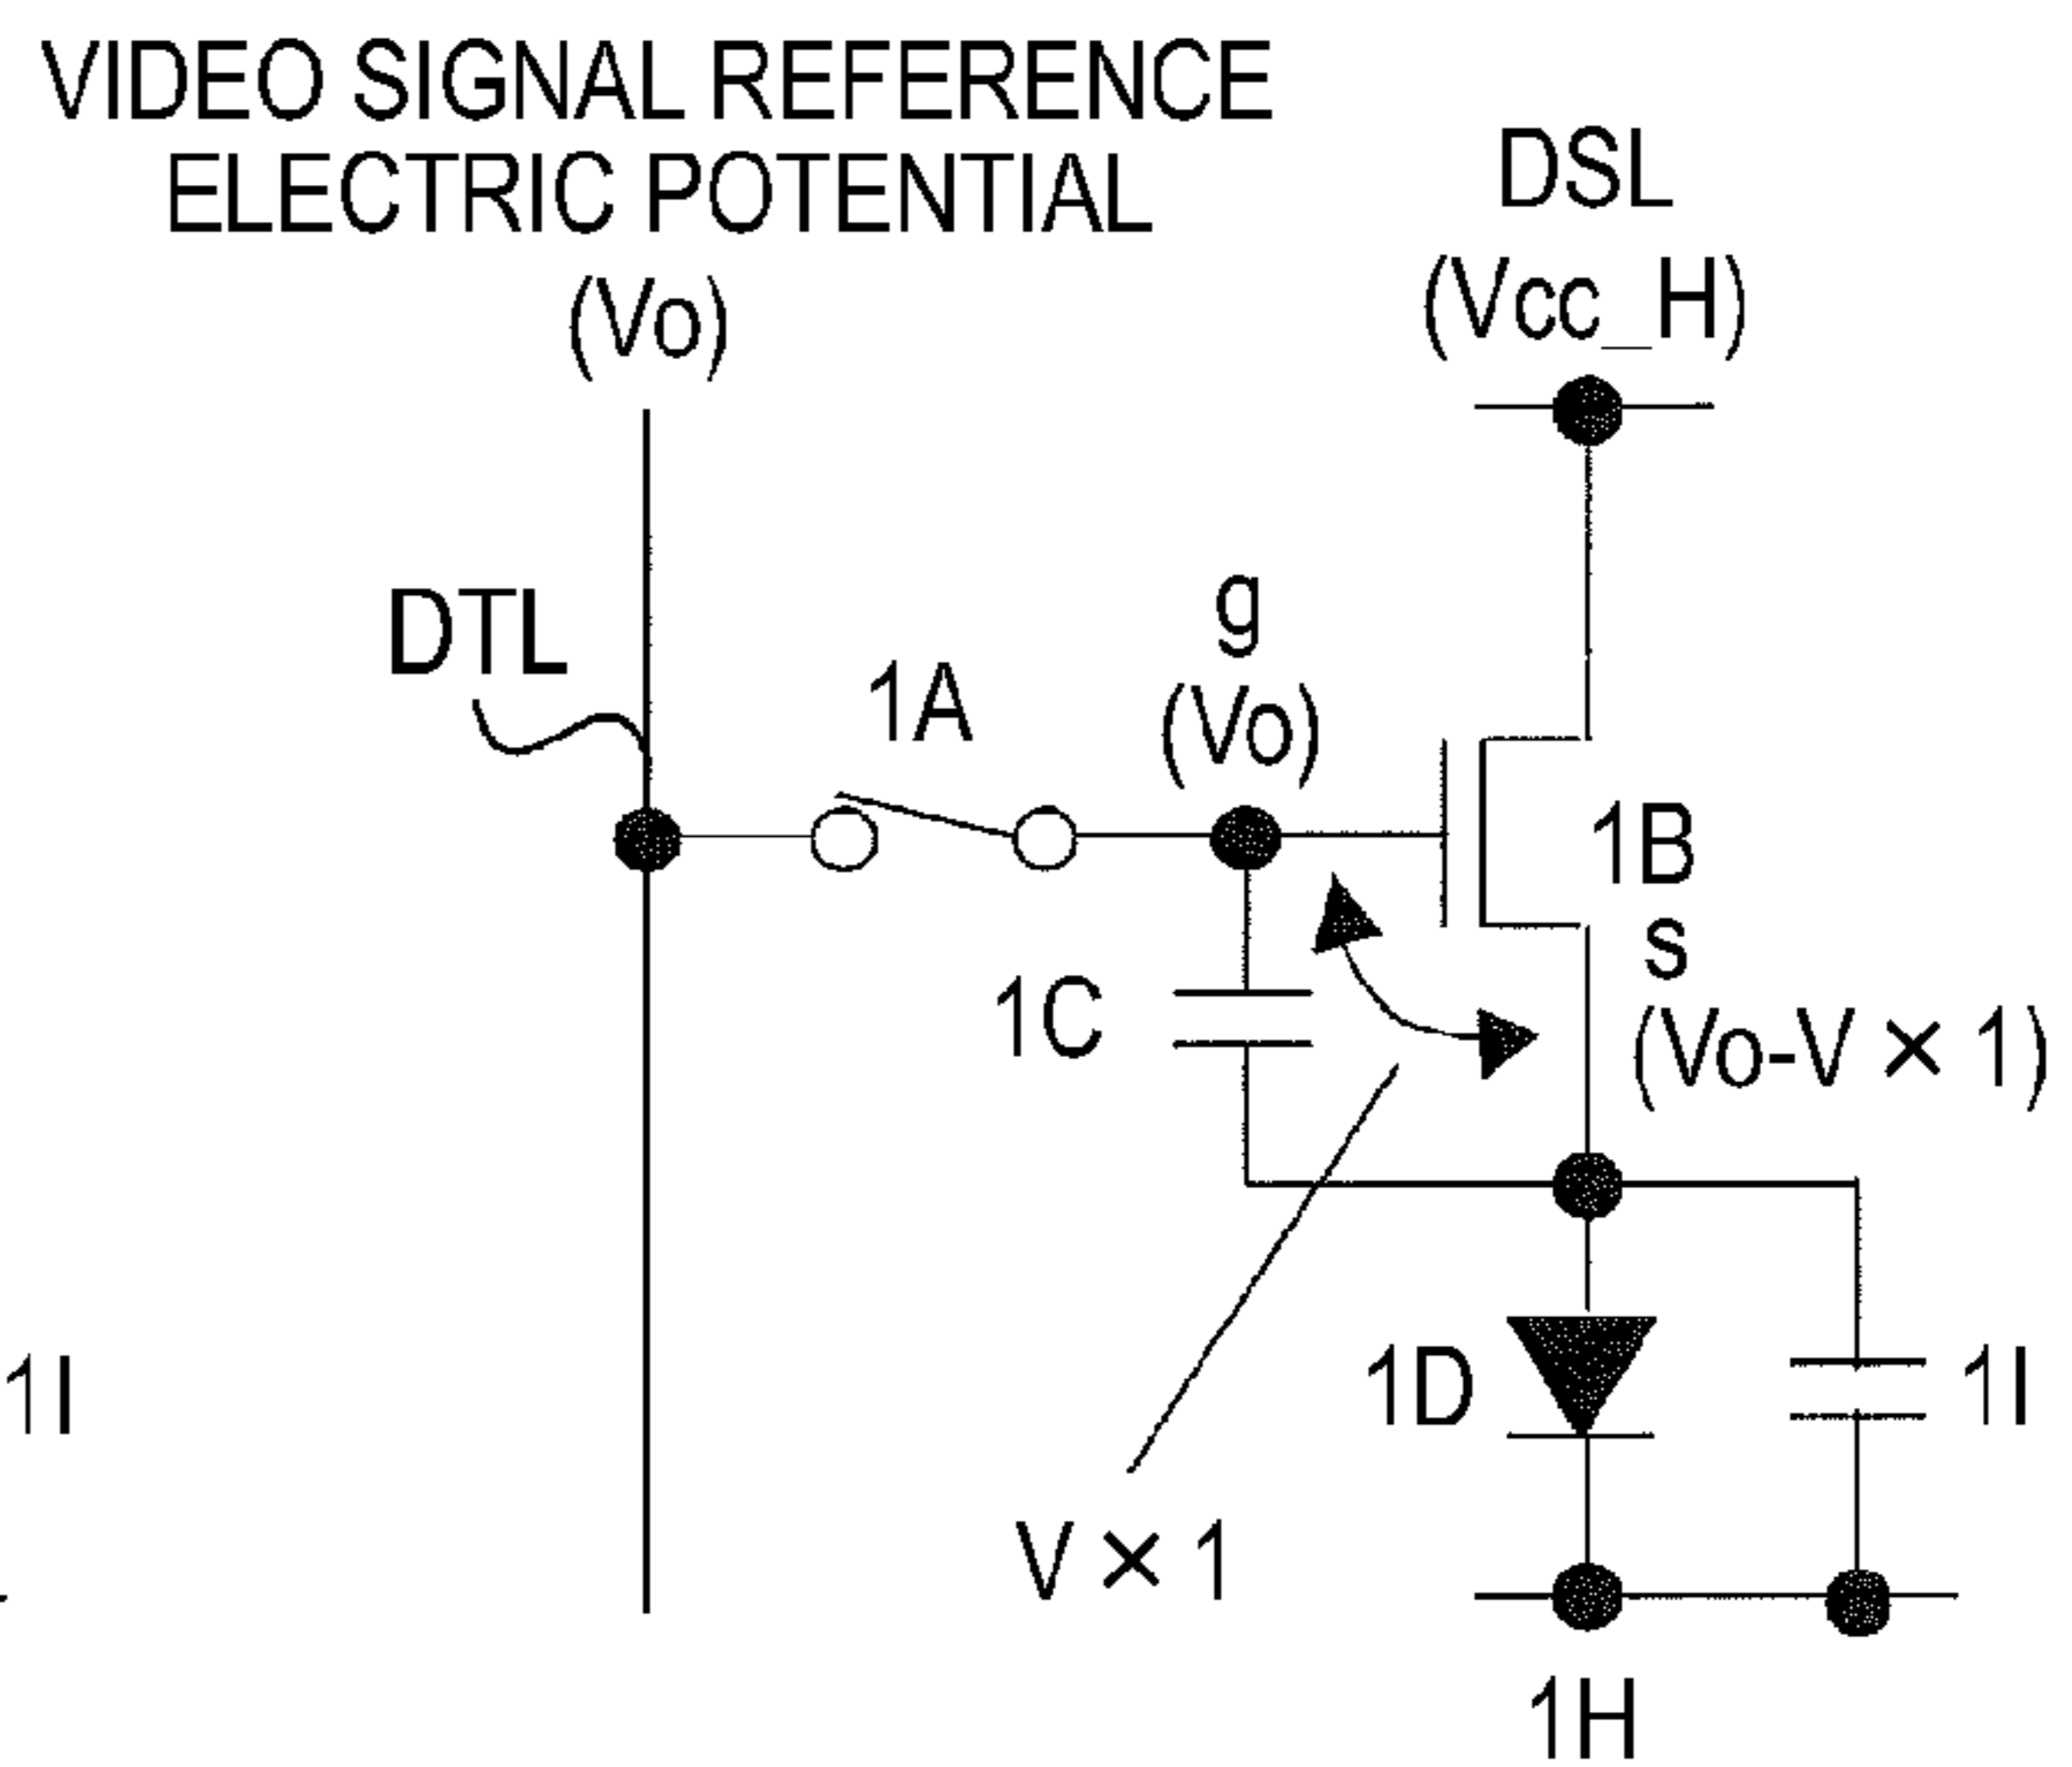 VIDEO SIGNAL REFERENCE
ELECTRIC POTENTIAL
(Vo)
DSL
(Vcc_H)
DTL
1A
g
(Vo)
1B
s
(Vo-V × 1)
1C
1D
1I
1I
V × 1
1H